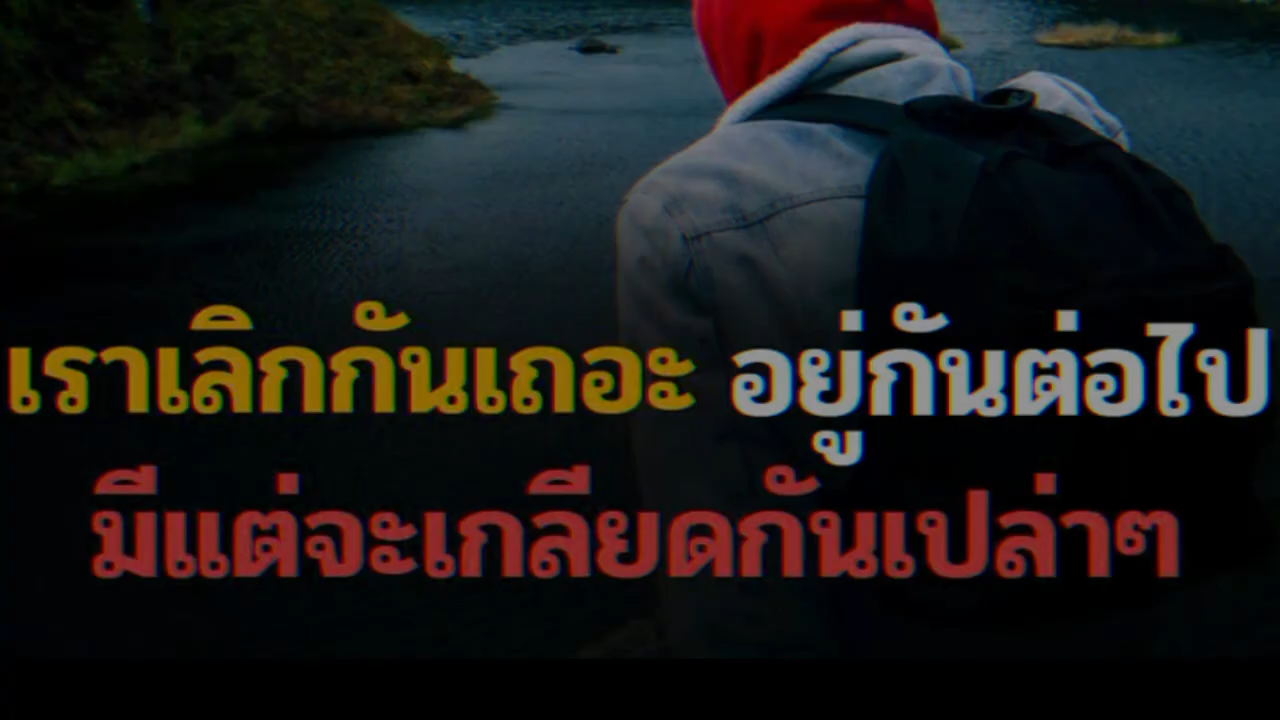 เราเลิกกันเถอะ อยู่กันต่อไป
มีแต่จะเกลียดกันเปล่าๆ